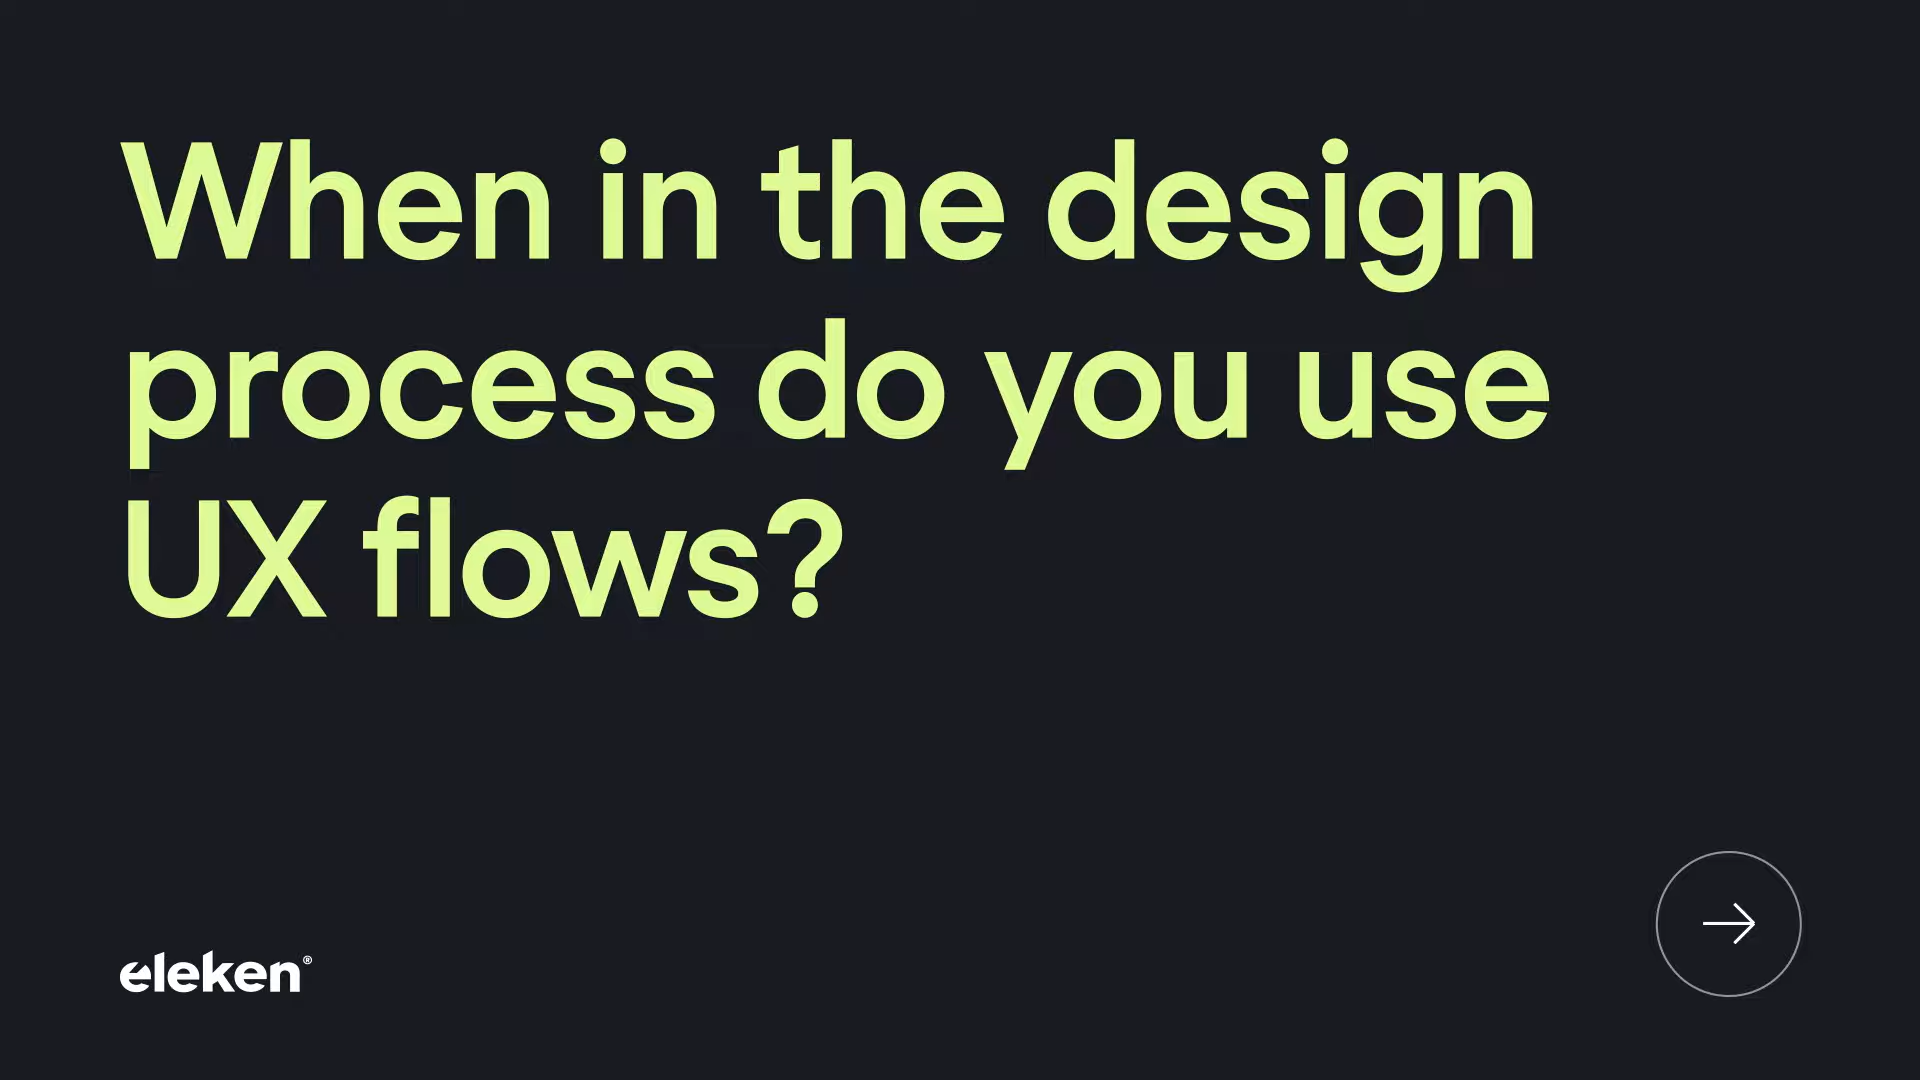 When in the design
process do you use
UX flows?
eleken®